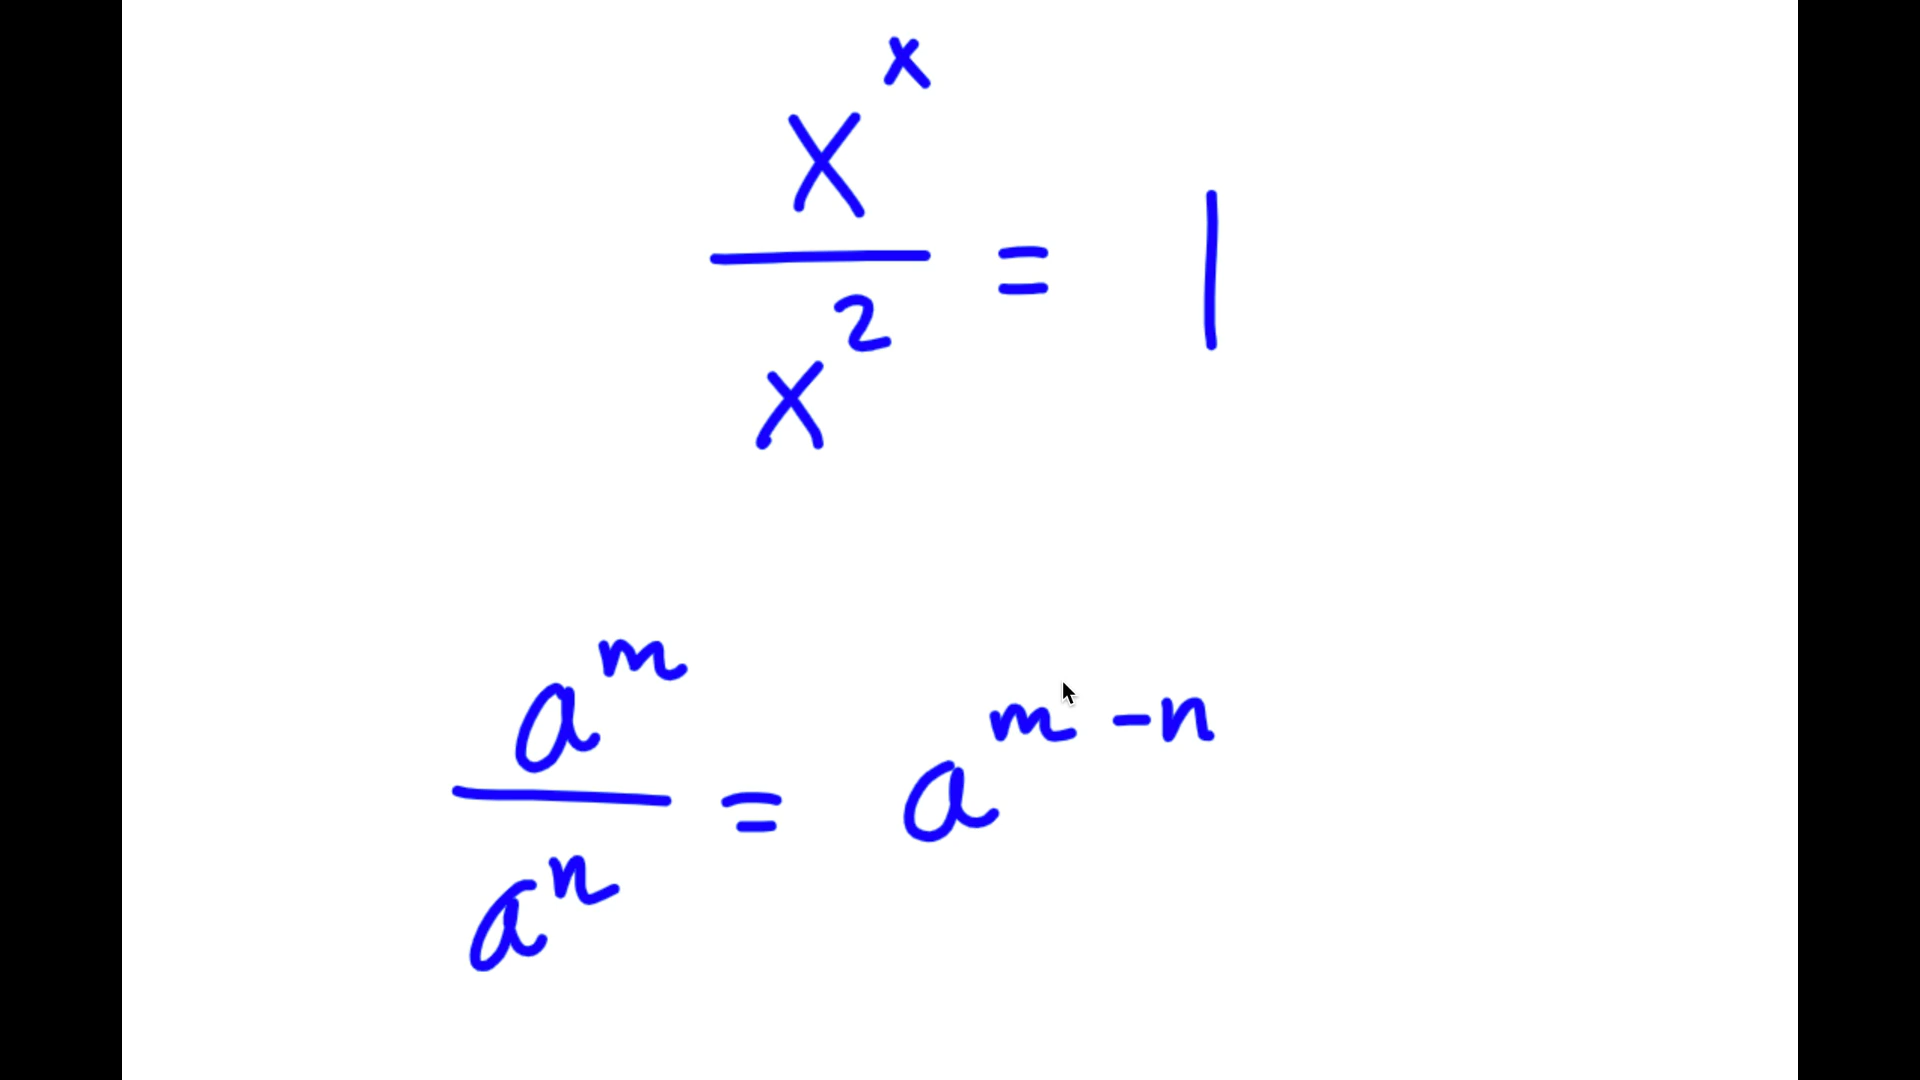 x^x / x^2 = 1
a^m / a^n = a^{m-n}